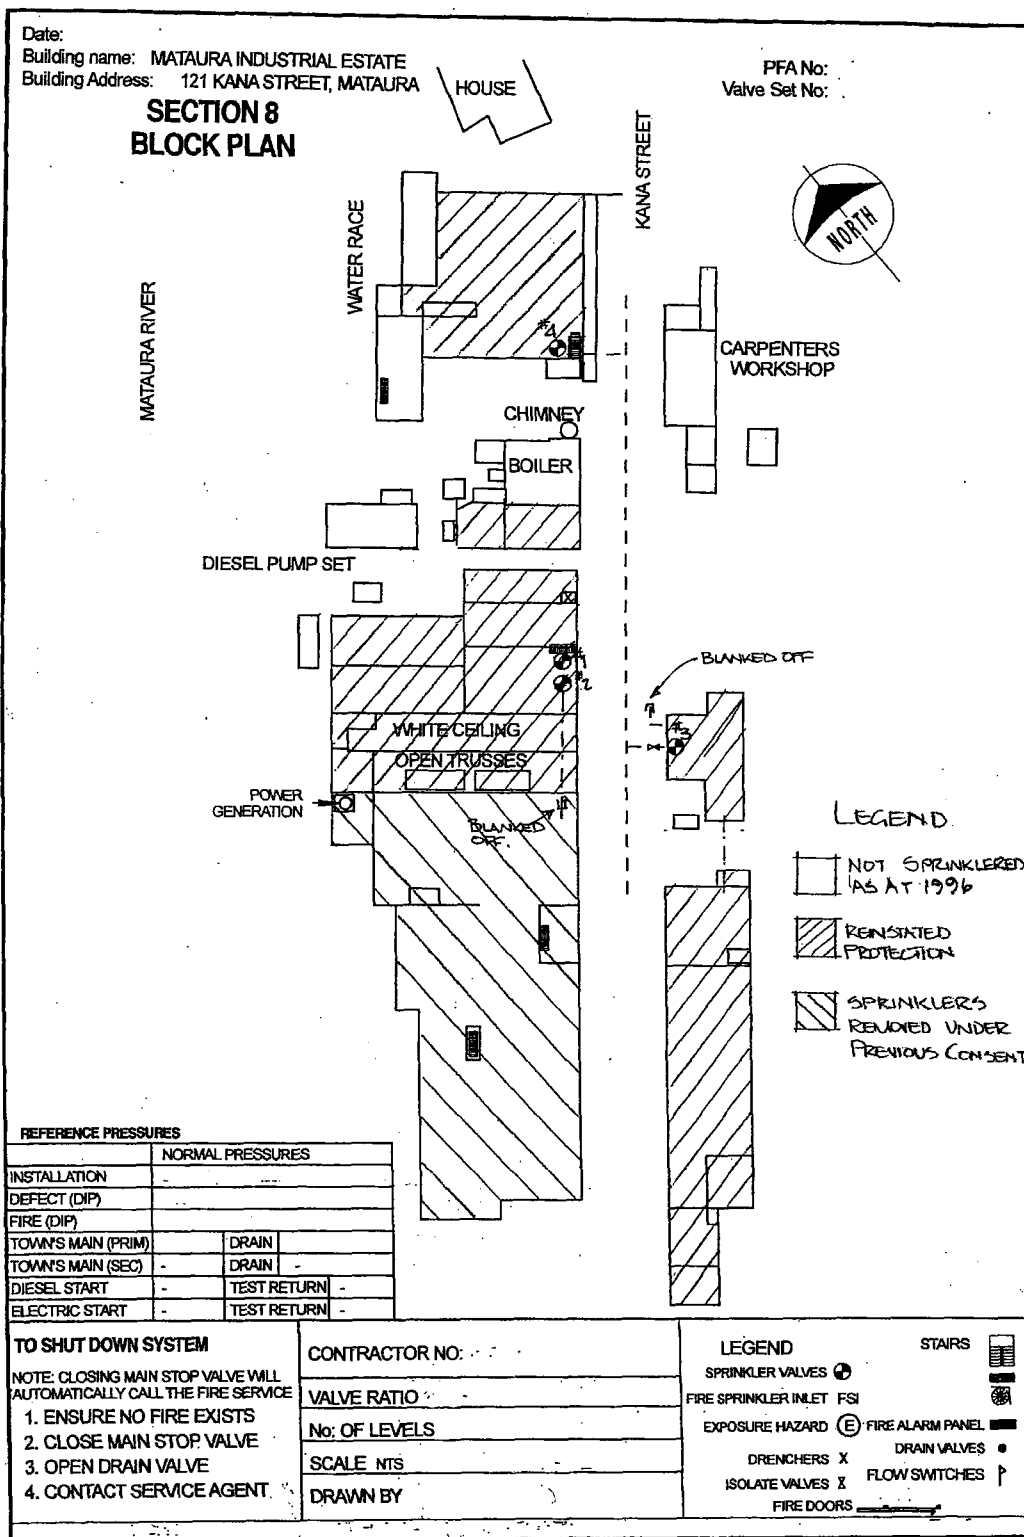 Date:
Building name: MATAURA INDUSTRIAL ESTATE
Building Address: 121 KANA STREET, MATAURA
PFA No:
Valve Set No:
SECTION 8
BLOCK PLAN
HOUSE
KANA STREET
WATER RACE
MATAURA RIVER
NORTH
#4
CARPENTERS
WORKSHOP
CHIMNEY
BOILER
DIESEL PUMP SET
X
#1
#2
BLANKED OFF
#3
WHITE CEILING
OPEN TRUSSES
POWER
GENERATION
BLANKED
OFF.
LEGEND
NOT SPRINKLERED
AS AT 1996
REINSTATED
PROTECTION
SPRINKLERS
REMOVED UNDER
PREVIOUS CONSENT
REFERENCE PRESSURES
NORMAL PRESSURES
INSTALLATION -
DEFECT (DIP)
FIRE (DIP)
TOWN'S MAIN (PRIM) DRAIN
TOWN'S MAIN (SEC) - DRAIN -
DIESEL START - TEST RETURN -
ELECTRIC START - TEST RETURN -
TO SHUT DOWN SYSTEM
NOTE: CLOSING MAIN STOP VALVE WILL
AUTOMATICALLY CALL THE FIRE SERVICE
1. ENSURE NO FIRE EXISTS
2. CLOSE MAIN STOP VALVE
3. OPEN DRAIN VALVE
4. CONTACT SERVICE AGENT
CONTRACTOR NO:
VALVE RATIO
No: OF LEVELS
SCALE NTS
DRAWN BY
LEGEND
STAIRS
SPRINKLER VALVES
FIRE SPRINKLER INLET FSI
EXPOSURE HAZARD E FIRE ALARM PANEL
DRENCHERS X
DRAIN VALVES
ISOLATE VALVES
FLOW SWITCHES
FIRE DOORS